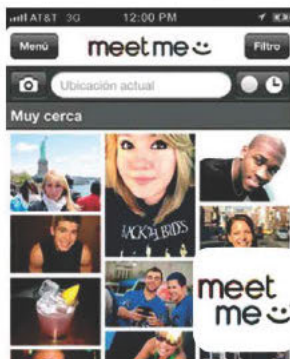 AT&T 3G 12:00 PM
Menú meetme Filtro
Ubicación actual
Muy cerca
meet
me